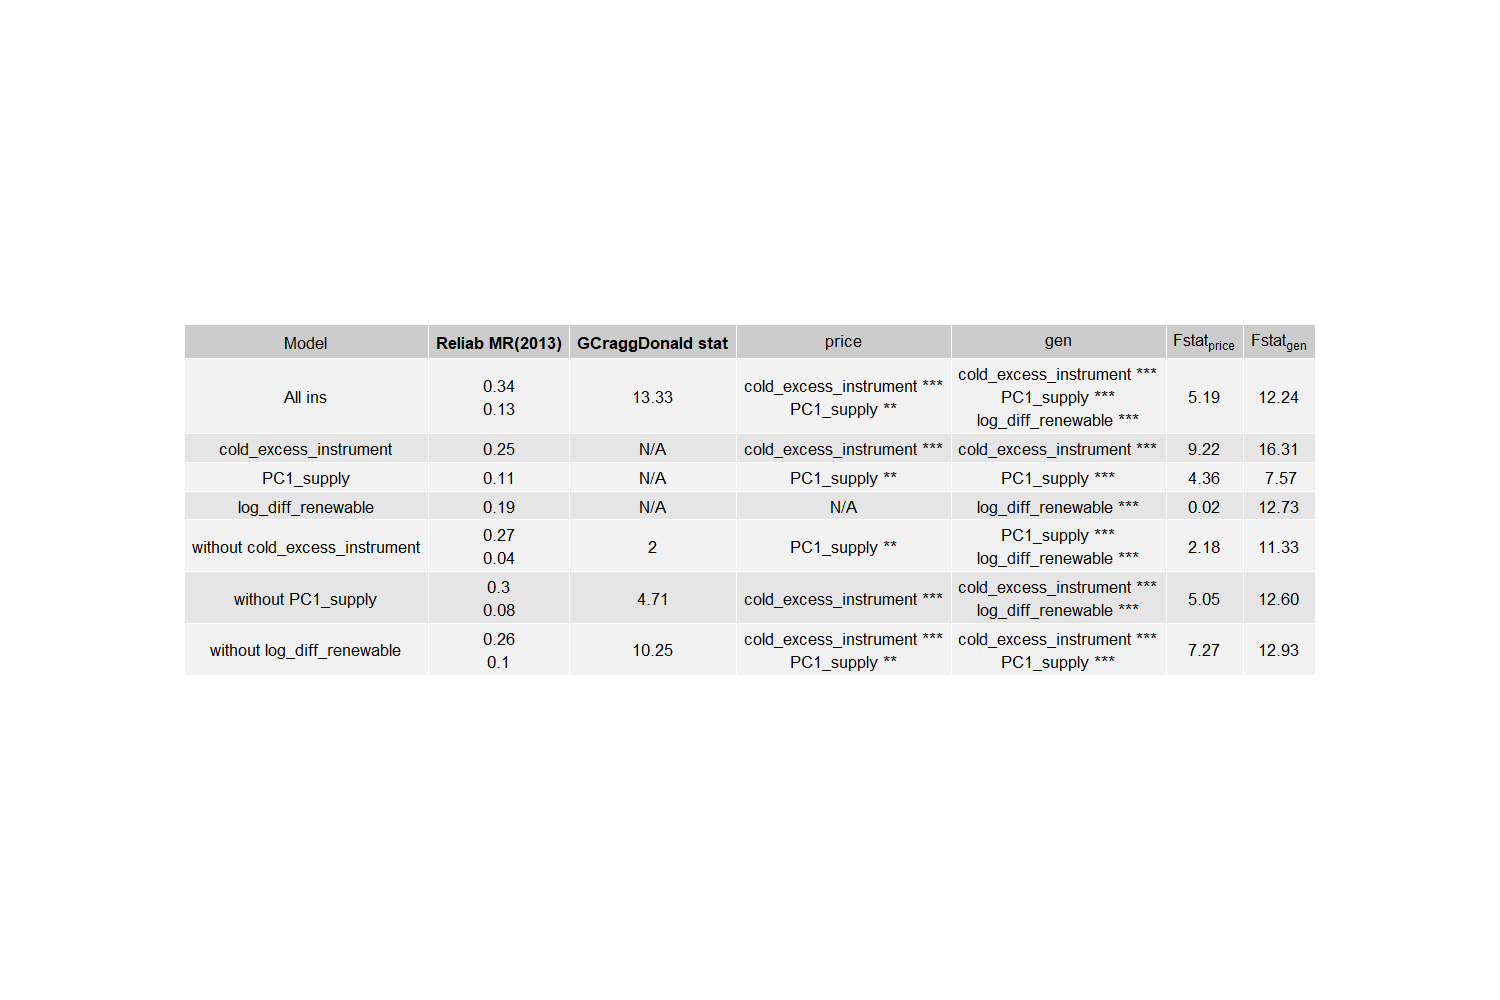 Model Reliab MR(2013) GCraggDonald stat price gen Fstatprice Fstatgen
All ins 0.34 0.13 13.33 cold_excess_instrument *** PC1_supply ** cold_excess_instrument *** PC1_supply *** log_diff_renewable *** 5.19 12.24
cold_excess_instrument 0.25 N/A cold_excess_instrument *** cold_excess_instrument *** 9.22 16.31
PC1_supply 0.11 N/A PC1_supply ** PC1_supply *** 4.36 7.57
log_diff_renewable 0.19 N/A N/A log_diff_renewable *** 0.02 12.73
without cold_excess_instrument 0.27 0.04 2 PC1_supply ** PC1_supply *** log_diff_renewable *** 2.18 11.33
without PC1_supply 0.3 0.08 4.71 cold_excess_instrument *** cold_excess_instrument *** log_diff_renewable *** 5.05 12.60
without log_diff_renewable 0.26 0.1 10.25 cold_excess_instrument *** PC1_supply ** cold_excess_instrument *** PC1_supply *** 7.27 12.93